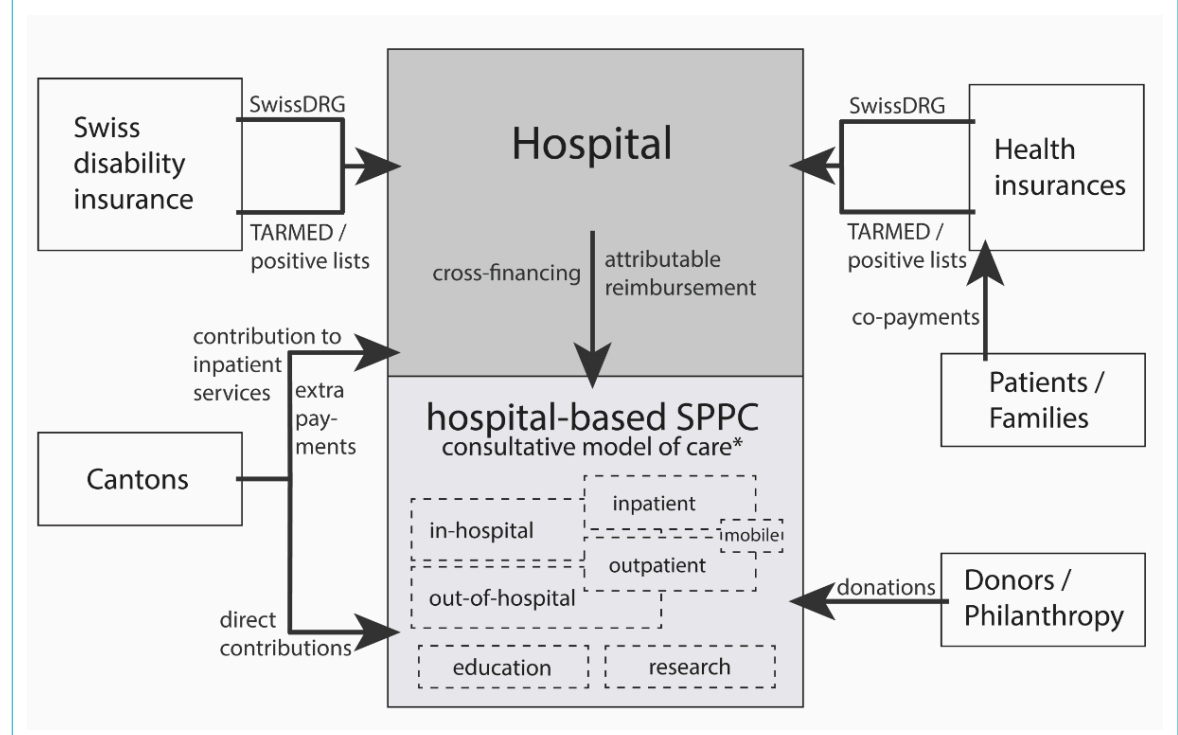 Swiss
disability
insurance
SwissDRG
TARMED /
positive lists
Hospital
SwissDRG
TARMED /
positive lists
Health
insurances
cross-financing
attributable
reimbursement
co-payments
Patients /
Families
contribution to
inpatient
services
extra
pay-
ments
Cantons
direct
contributions
hospital-based SPPC
consultative model of care*
in-hospital
inpatient
mobile
outpatient
out-of-hospital
education
research
donations
Donors /
Philanthropy